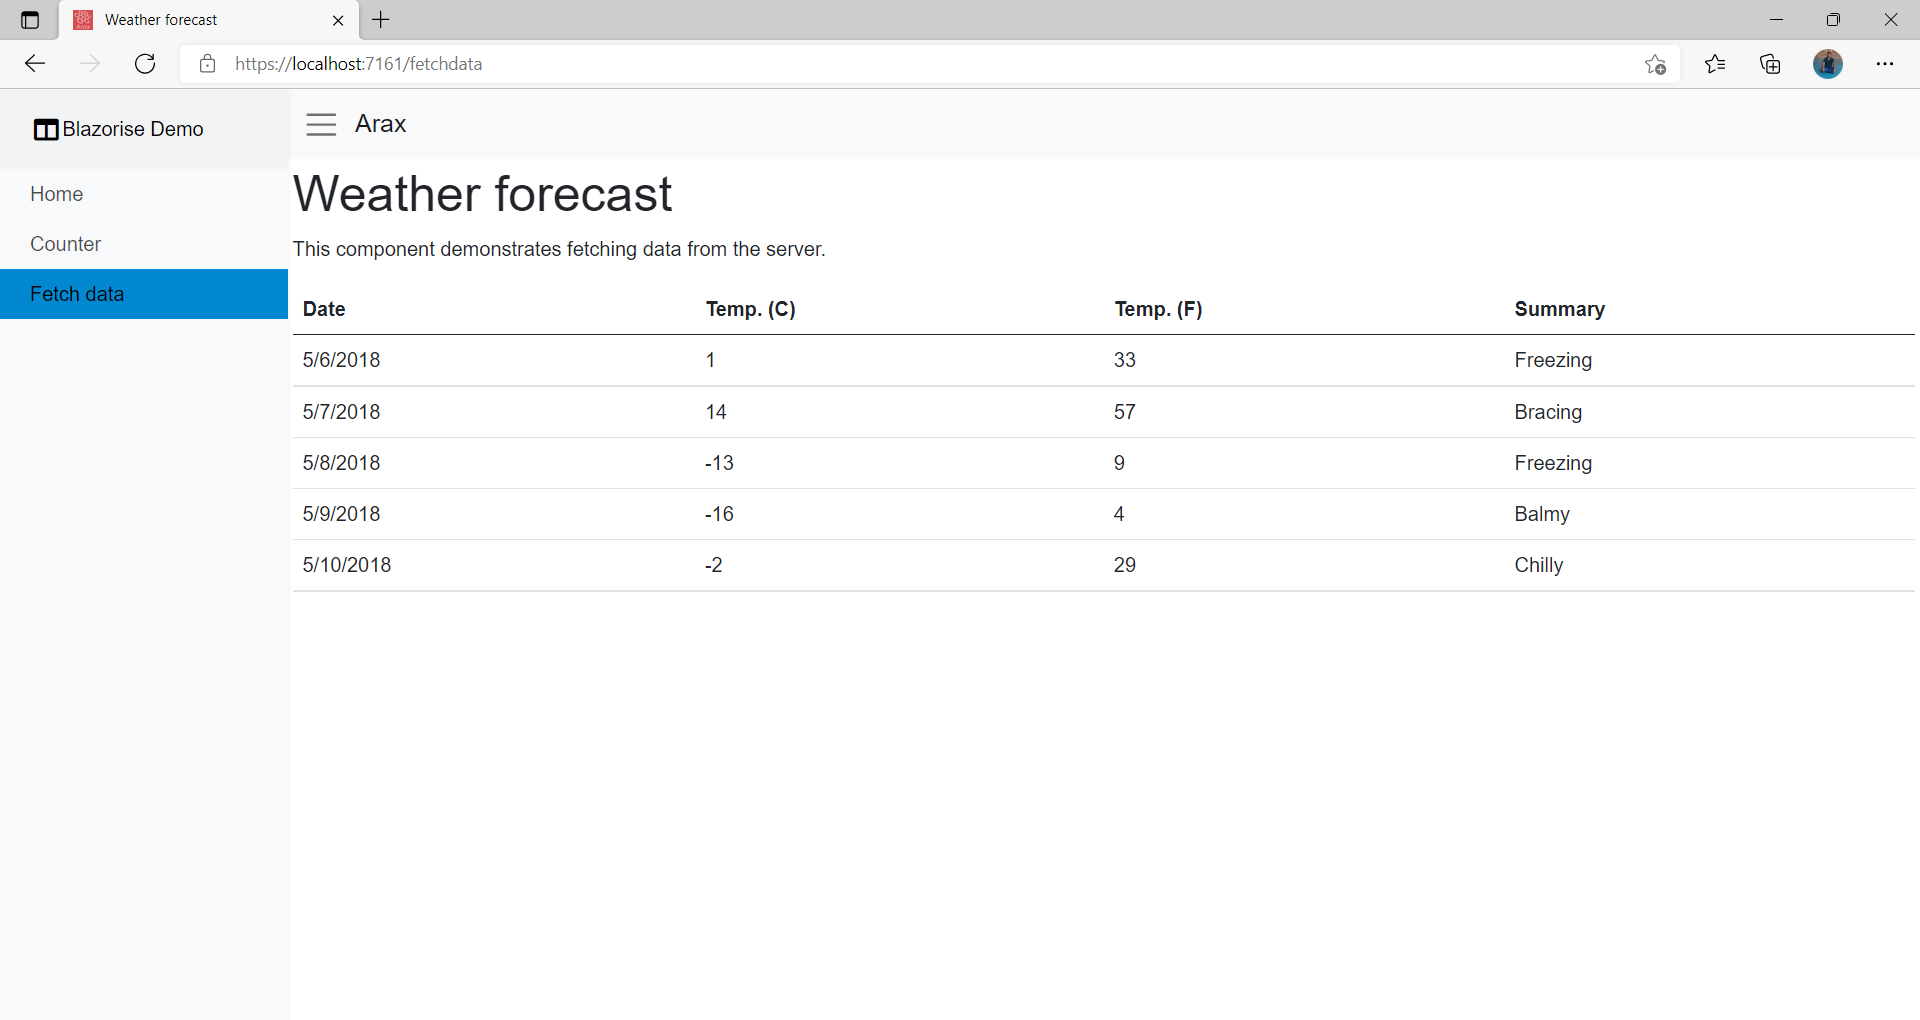 Weather forecast
https://localhost:7161/fetchdata
Blazorise Demo
Arax
Home
Counter
Fetch data
Weather forecast
This component demonstrates fetching data from the server.
Date Temp. (C) Temp. (F) Summary
5/6/2018 1 33 Freezing
5/7/2018 14 57 Bracing
5/8/2018 -13 9 Freezing
5/9/2018 -16 4 Balmy
5/10/2018 -2 29 Chilly